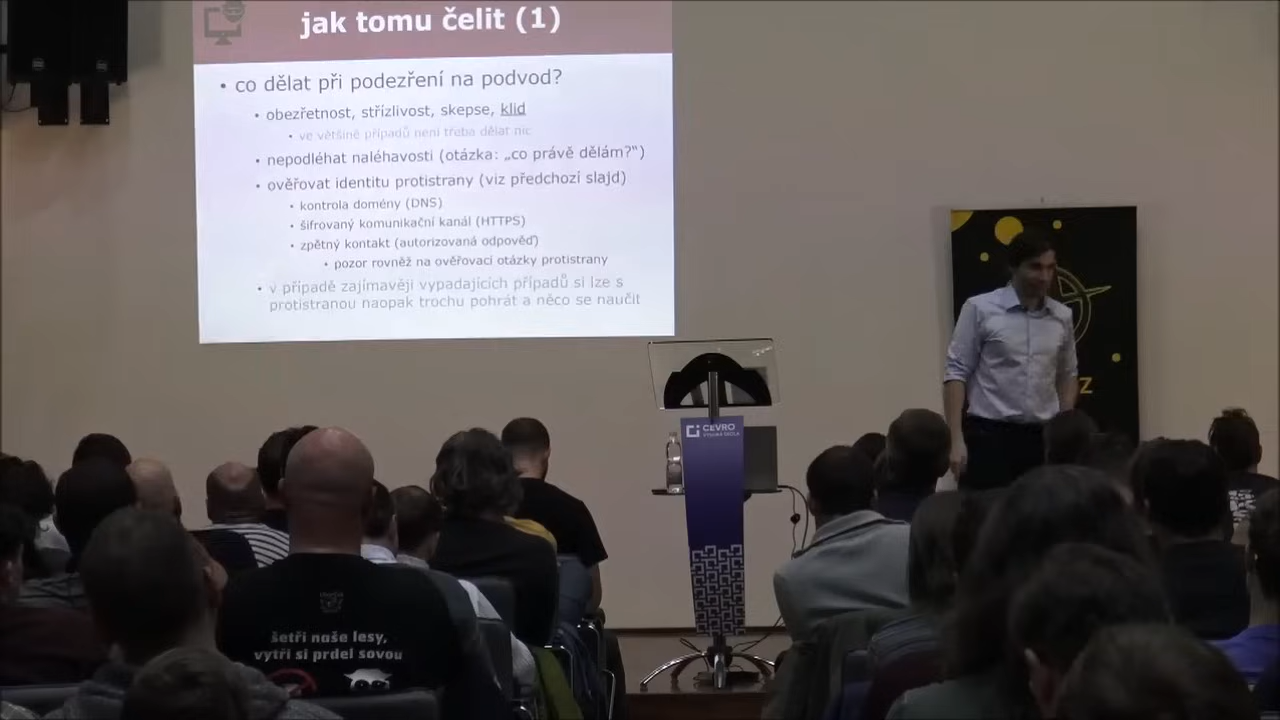 jak tomu čelit (1)
• co dělat při podezření na podvod?
• obezřetnost, střízlivost, skepse, klid
• ve většině případů není třeba dělat nic
• nepodléhat naléhavosti (otázka: „co právě dělám?“)
• ověřovat identitu protistrany (viz předchozí slajd)
• kontrola domény (DNS)
• šifrovaný komunikační kanál (HTTPS)
• zpětný kontakt (autorizovaná odpověď)
• pozor rovněž na ověřovací otázky protistrany
• v případě zajímavěji vypadajících případů si lze s
protistranou naopak trochu pohrát a něco se naučit
CEVRO
VYSOKÁ ŠKOLA
Z
šetři naše lesy,
vytři si prdel sovou